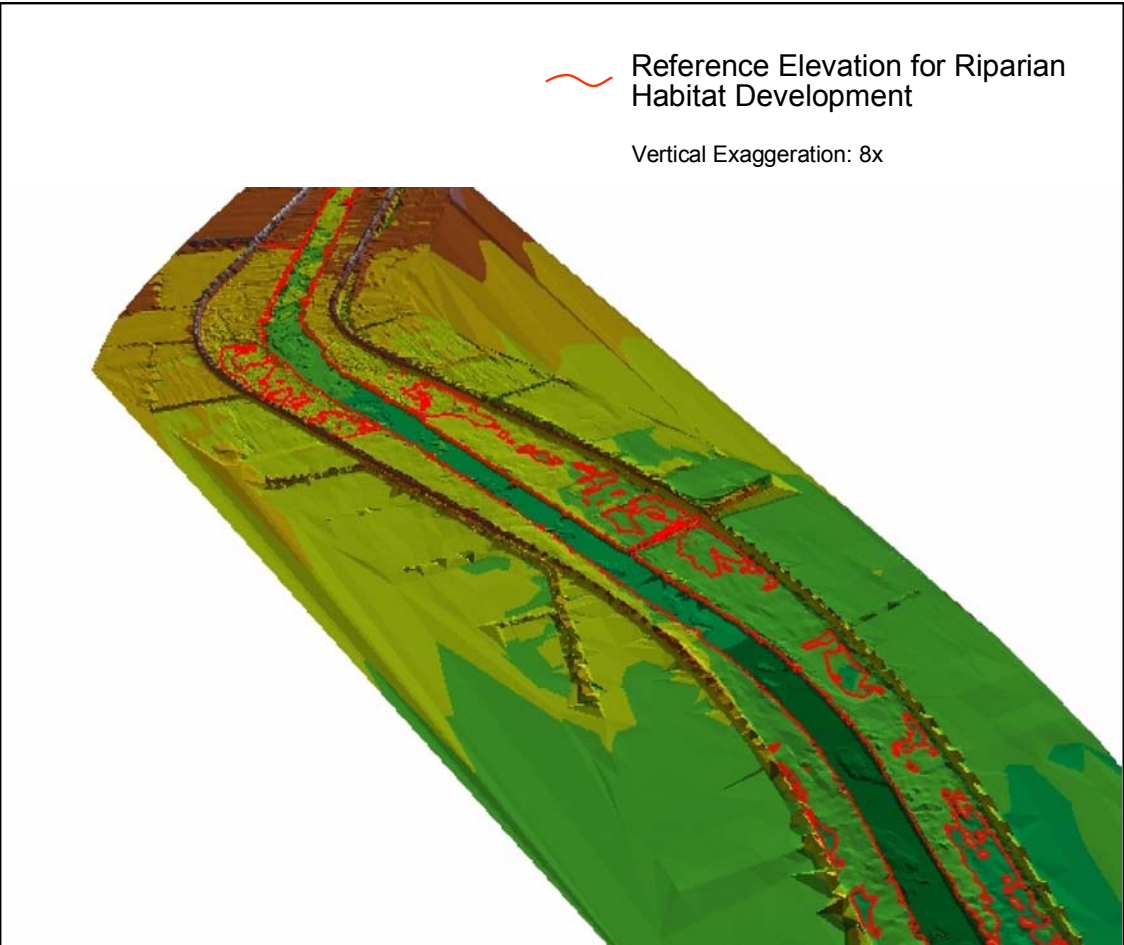 Reference Elevation for Riparian
Habitat Development
Vertical Exaggeration: 8x